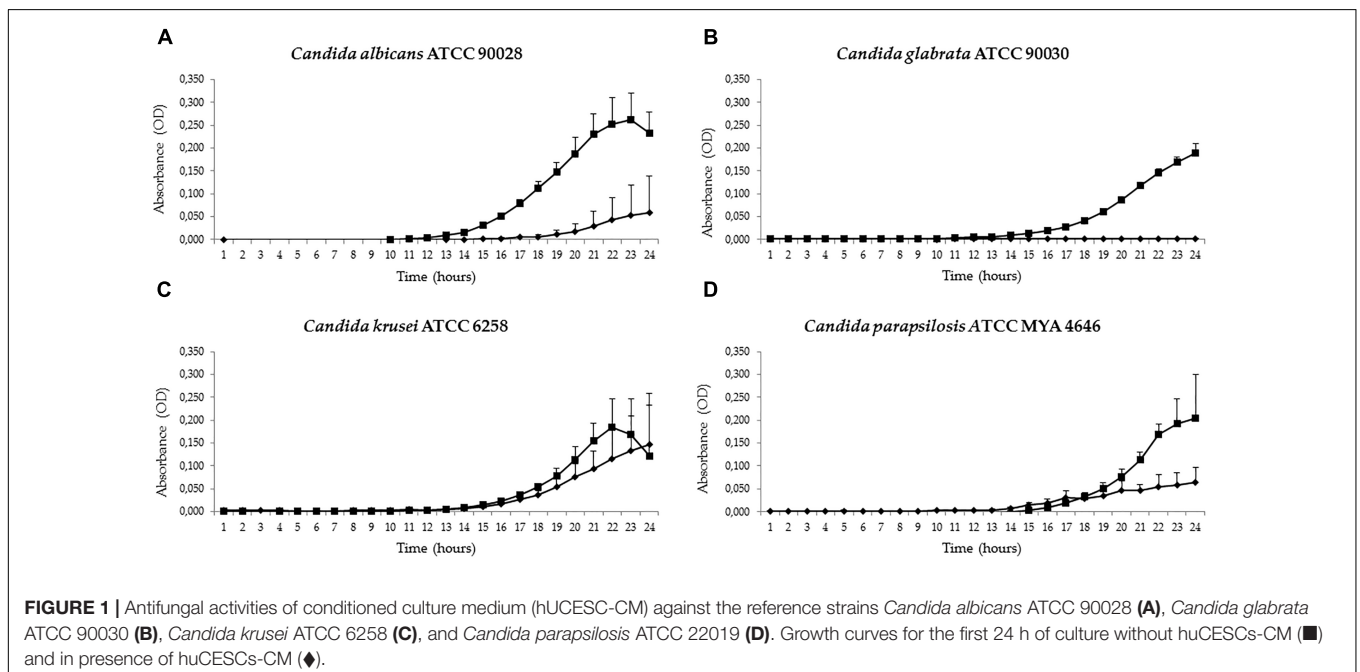 A
Candida albicans ATCC 90028
0,350
0,300
0,250
0,200
0,150
0,100
0,050
0,000
Absorbance (OD)
1 2 3 4 5 6 7 8 9 10 11 12 13 14 15 16 17 18 19 20 21 22 23 24
Time (hours)
B
Candida glabrata ATCC 90030
0,350
0,300
0,250
0,200
0,150
0,100
0,050
0,000
Absorbance (OD)
1 2 3 4 5 6 7 8 9 10 11 12 13 14 15 16 17 18 19 20 21 22 23 24
Time (hours)
C
Candida krusei ATCC 6258
0,350
0,300
0,250
0,200
0,150
0,100
0,050
0,000
Absorbance (OD)
1 2 3 4 5 6 7 8 9 10 11 12 13 14 15 16 17 18 19 20 21 22 23 24
Time (hours)
D
Candida parapsilosis ATCC MYA 4646
0,350
0,300
0,250
0,200
0,150
0,100
0,050
0,000
Absorbance (OD)
1 2 3 4 5 6 7 8 9 10 11 12 13 14 15 16 17 18 19 20 21 22 23 24
Time (hours)
FIGURE 1 | Antifungal activities of conditioned culture medium (hUCESC-CM) against the reference strains Candida albicans ATCC 90028 (A), Candida glabrata
ATCC 90030 (B), Candida krusei ATCC 6258 (C), and Candida parapsilosis ATCC 22019 (D). Growth curves for the first 24 h of culture without huCESCs-CM (■)
and in presence of huCESCs-CM (♦).